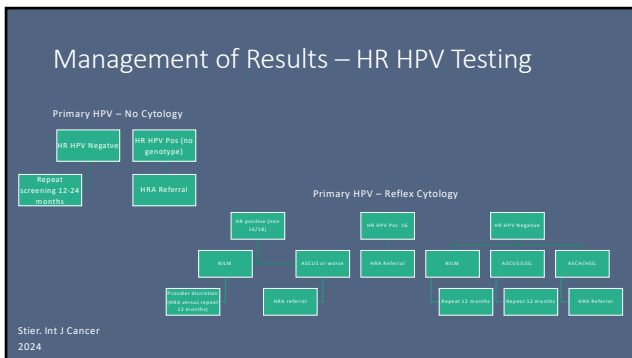 Management of Results – HR HPV Testing
Primary HPV – No Cytology
HR HPV Negatve
HR HPV Pos (no
genotype)
Repeat
screening 12-24
months
HRA Referral
Primary HPV – Reflex Cytology
HR positive (non
16/18)
HR HPV Pos 16
HR HPV Negative
NILM
ASCUS or worse
HRA Referral
NILM
ASCUS/LSIL
ASCH/HSIL
Provider discretion
(HRA versus repeat
12 months)
HRA referral
Repeat 12 months
Repeat 12 months
HRA Referral
Stier. Int J Cancer
2024